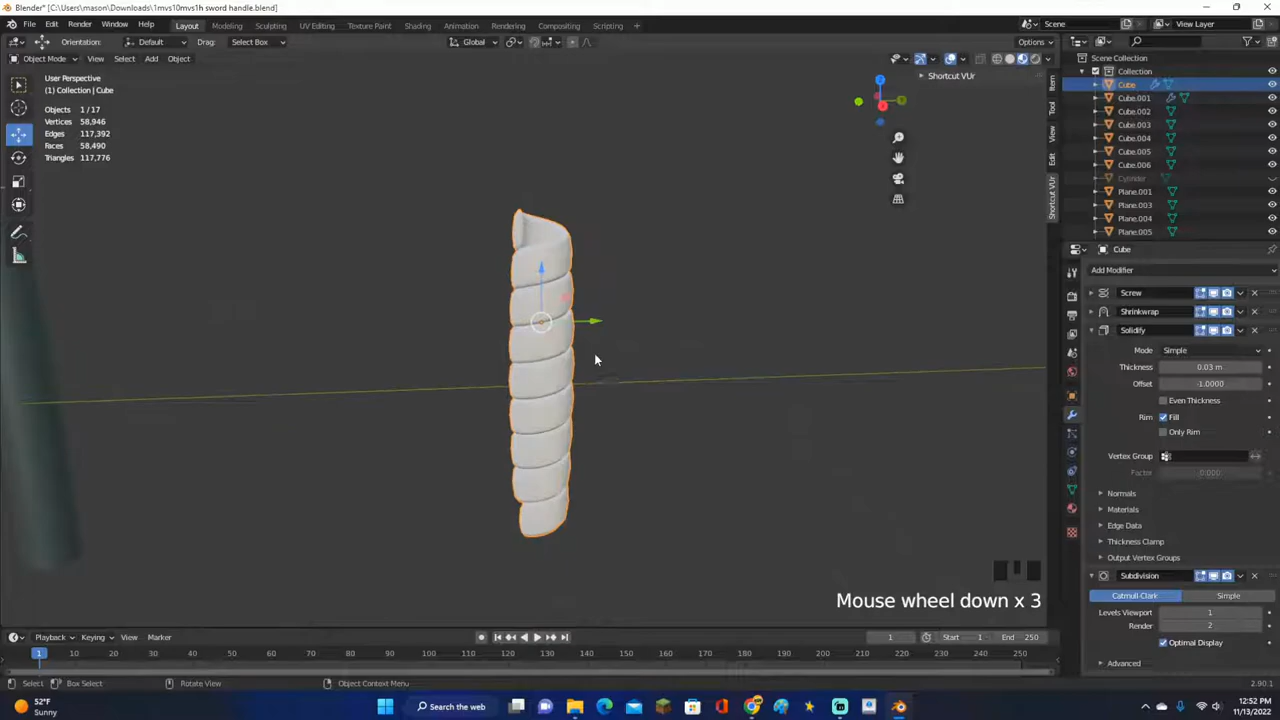 Blender* [C:\Users\mason\Downloads\1mvs10mvs1h sword handle.blend]
File Edit Render Window Help Layout Modeling Sculpting UV Editing Texture Paint Shading Animation Rendering Compositing Scripting + Scene View Layer
Orientation: Default Drag: Select Box Global Options
Object Mode View Select Add Object
User Perspective
(1) Collection | Cube
Objects 1 / 17
Vertices 58,946
Edges 117,392
Faces 58,490
Triangles 117,776
Shortcut VUr
Item
Tool
View
Edit
Shortcut VUr
Scene Collection
Collection
Cube
Cube.001
Cube.002
Cube.003
Cube.004
Cube.005
Cube.006
Cylinder
Plane.001
Plane.003
Plane.004
Plane.005
Cube
Add Modifier
Screw
Shrinkwrap
Solidify
Mode Simple
Thickness 0.03 m
Offset -1.0000
Even Thickness
Rim Fill
Only Rim
Vertex Group
Factor 0.000
Normals
Materials
Edge Data
Thickness Clamp
Output Vertex Groups
Subdivision
Catmull-Clark Simple
Levels Viewport 1
Render 2
Optimal Display
Advanced
Mouse wheel down x 3
Playback Keying View Marker 1 Start 1 End 250
1 10 20 30 40 50 60 70 80 90 100 110 120 130 140 150 160 170 180 190 200 210 220 230 240 250
Select Box Select Rotate View Object Context Menu 2.90.1
52°F
Sunny
Search the web
12:52 PM
11/13/2022